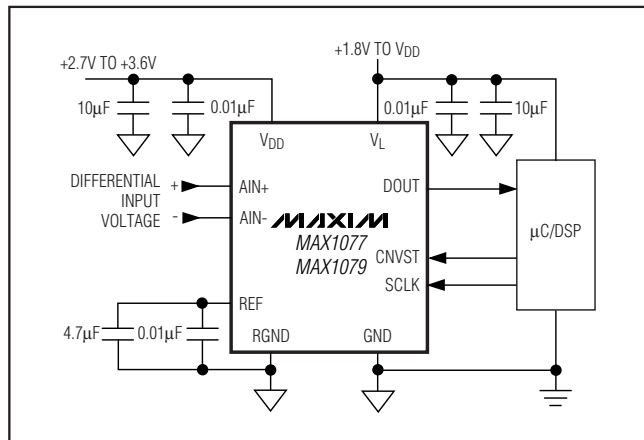 +2.7V TO +3.6V
+1.8V TO VDD
10μF
0.01μF
0.01μF
10μF
VDD
VL
DIFFERENTIAL
INPUT
VOLTAGE
+
-
AIN+
AIN-
DOUT
MAXIM
MAX1077
MAX1079
CNVST
SCLK
μC/DSP
REF
4.7μF
0.01μF
RGND
GND